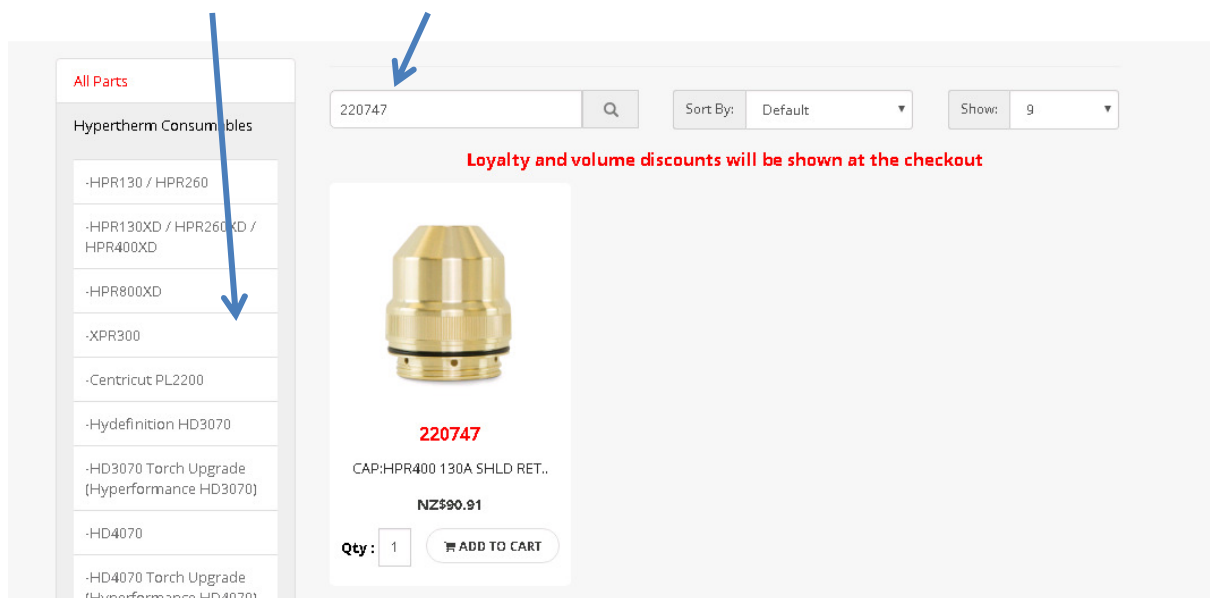 All Parts
Hypertherm Consumables
-HPR130 / HPR260
-HPR130XD / HPR260XD /
HPR400XD
-HPR800XD
-XPR300
-Centricut PL2200
-Hydefinition HD3070
-HD3070 Torch Upgrade
(Hyperformance HD3070)
-HD4070
-HD4070 Torch Upgrade
(Hyperformance HD4070)
220747
Sort By: Default
Show: 9
Loyalty and volume discounts will be shown at the checkout
220747
CAP:HPR400 130A SHLD RET..
NZ$90.91
Qty : 1 ADD TO CART